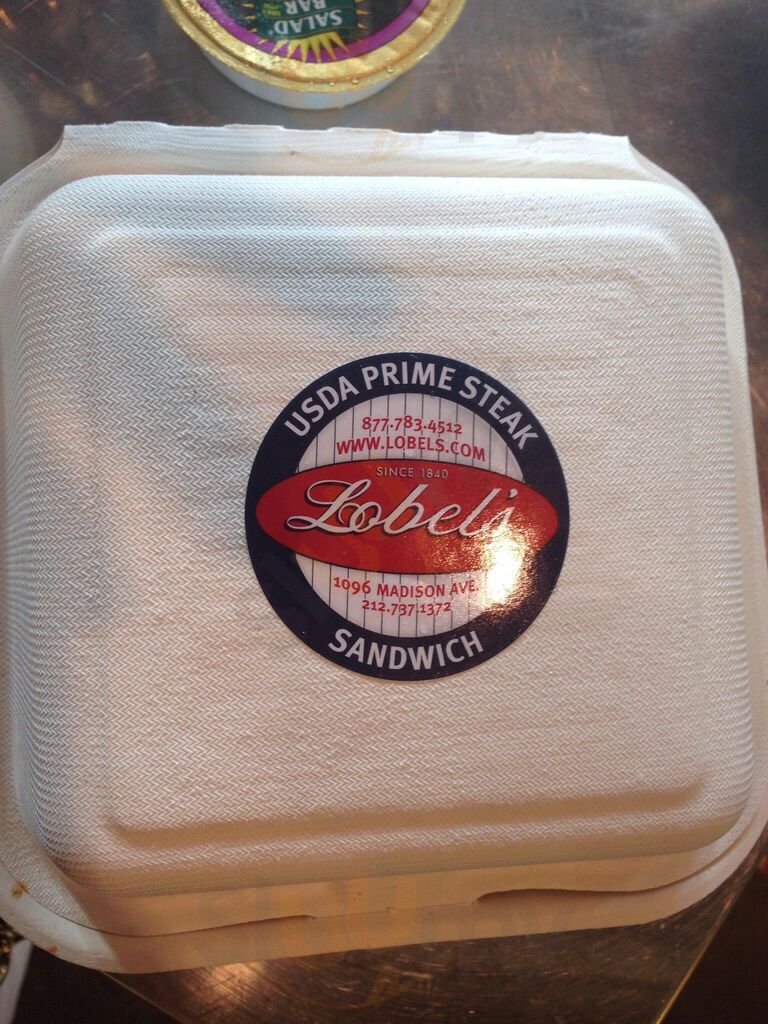 SALAD
BAR
USDA PRIME STEAK
877.783.4512
WWW.LOBELS.COM
SINCE 1840
Lobel's
1096 MADISON AVE.
212.737.1372
SANDWICH